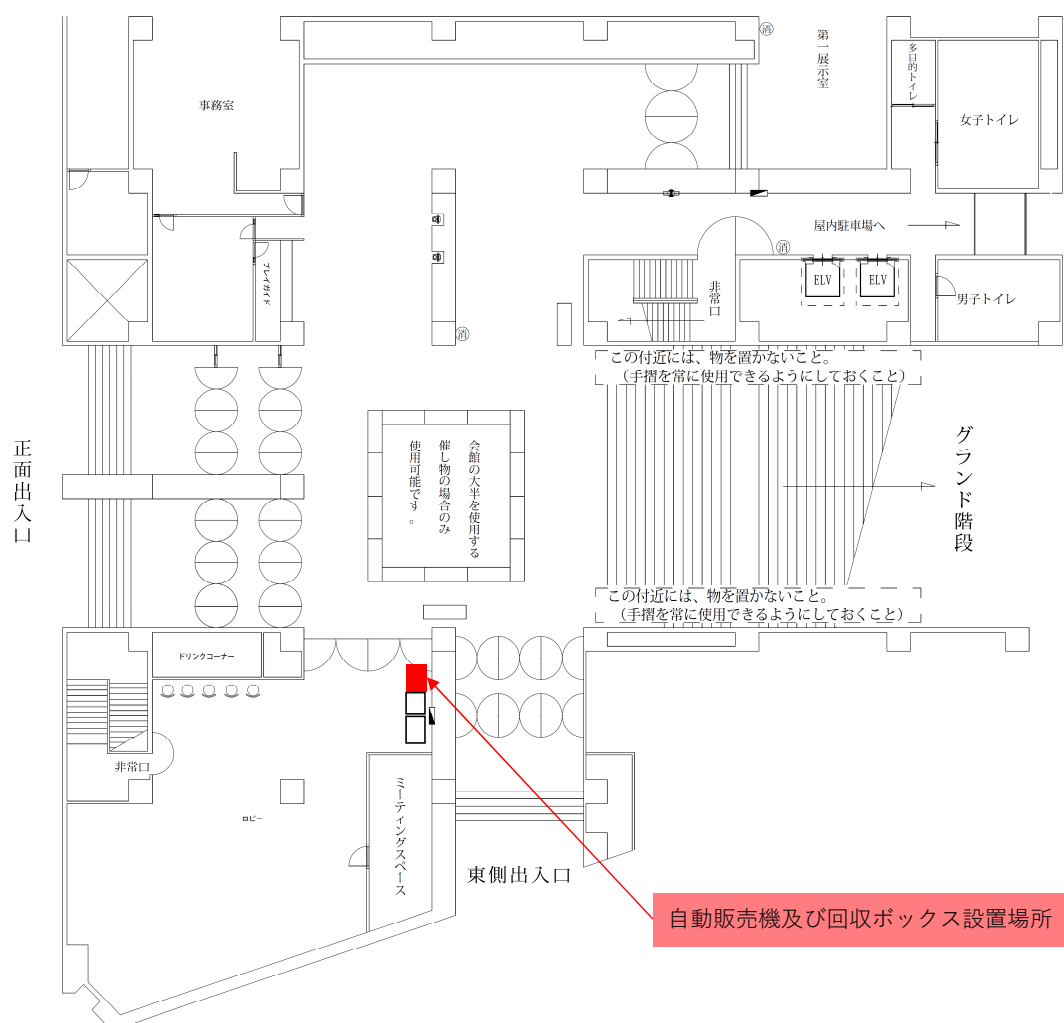 消
第一展示室
多目的トイレ
事務室
女子トイレ
屋内駐車場へ
消
プレイガイド
ELV
ELV
非常口
男子トイレ
消
この付近には、物を置かないこと。
（手摺を常に使用できるようにしておくこと）
正面出入口
会館の大半を使用する
催し物の場合のみ
使用可能です。
グランド階段
この付近には、物を置かないこと。
（手摺を常に使用できるようにしておくこと）
ドリンクコーナー
非常口
ロビー
ミーティングスペース
東側出入口
自動販売機及び回収ボックス設置場所